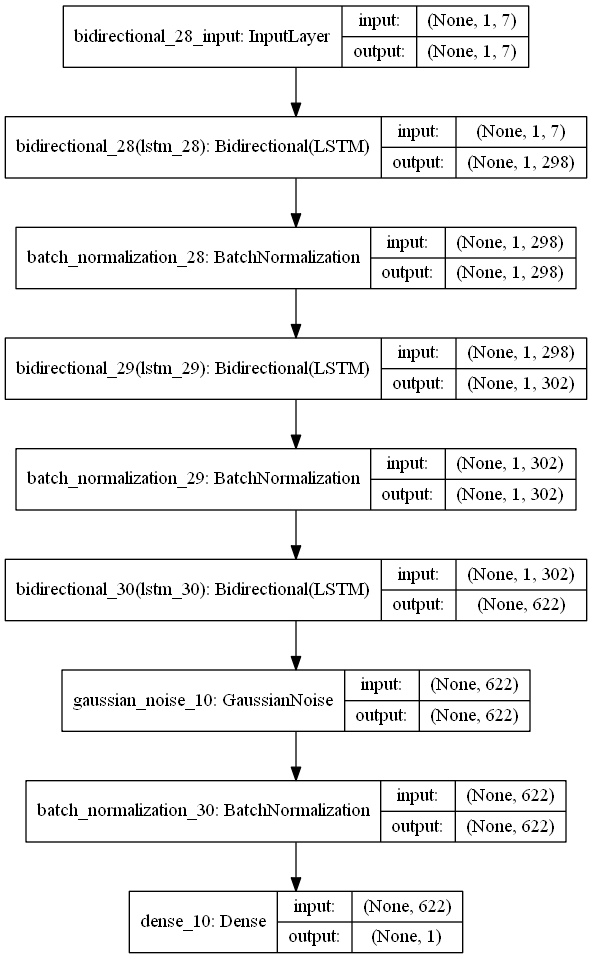 bidirectional_28_input: InputLayer input: (None, 1, 7)
output: (None, 1, 7)
bidirectional_28(lstm_28): Bidirectional(LSTM) input: (None, 1, 7)
output: (None, 1, 298)
batch_normalization_28: BatchNormalization input: (None, 1, 298)
output: (None, 1, 298)
bidirectional_29(lstm_29): Bidirectional(LSTM) input: (None, 1, 298)
output: (None, 1, 302)
batch_normalization_29: BatchNormalization input: (None, 1, 302)
output: (None, 1, 302)
bidirectional_30(lstm_30): Bidirectional(LSTM) input: (None, 1, 302)
output: (None, 622)
gaussian_noise_10: GaussianNoise input: (None, 622)
output: (None, 622)
batch_normalization_30: BatchNormalization input: (None, 622)
output: (None, 622)
dense_10: Dense input: (None, 622)
output: (None, 1)